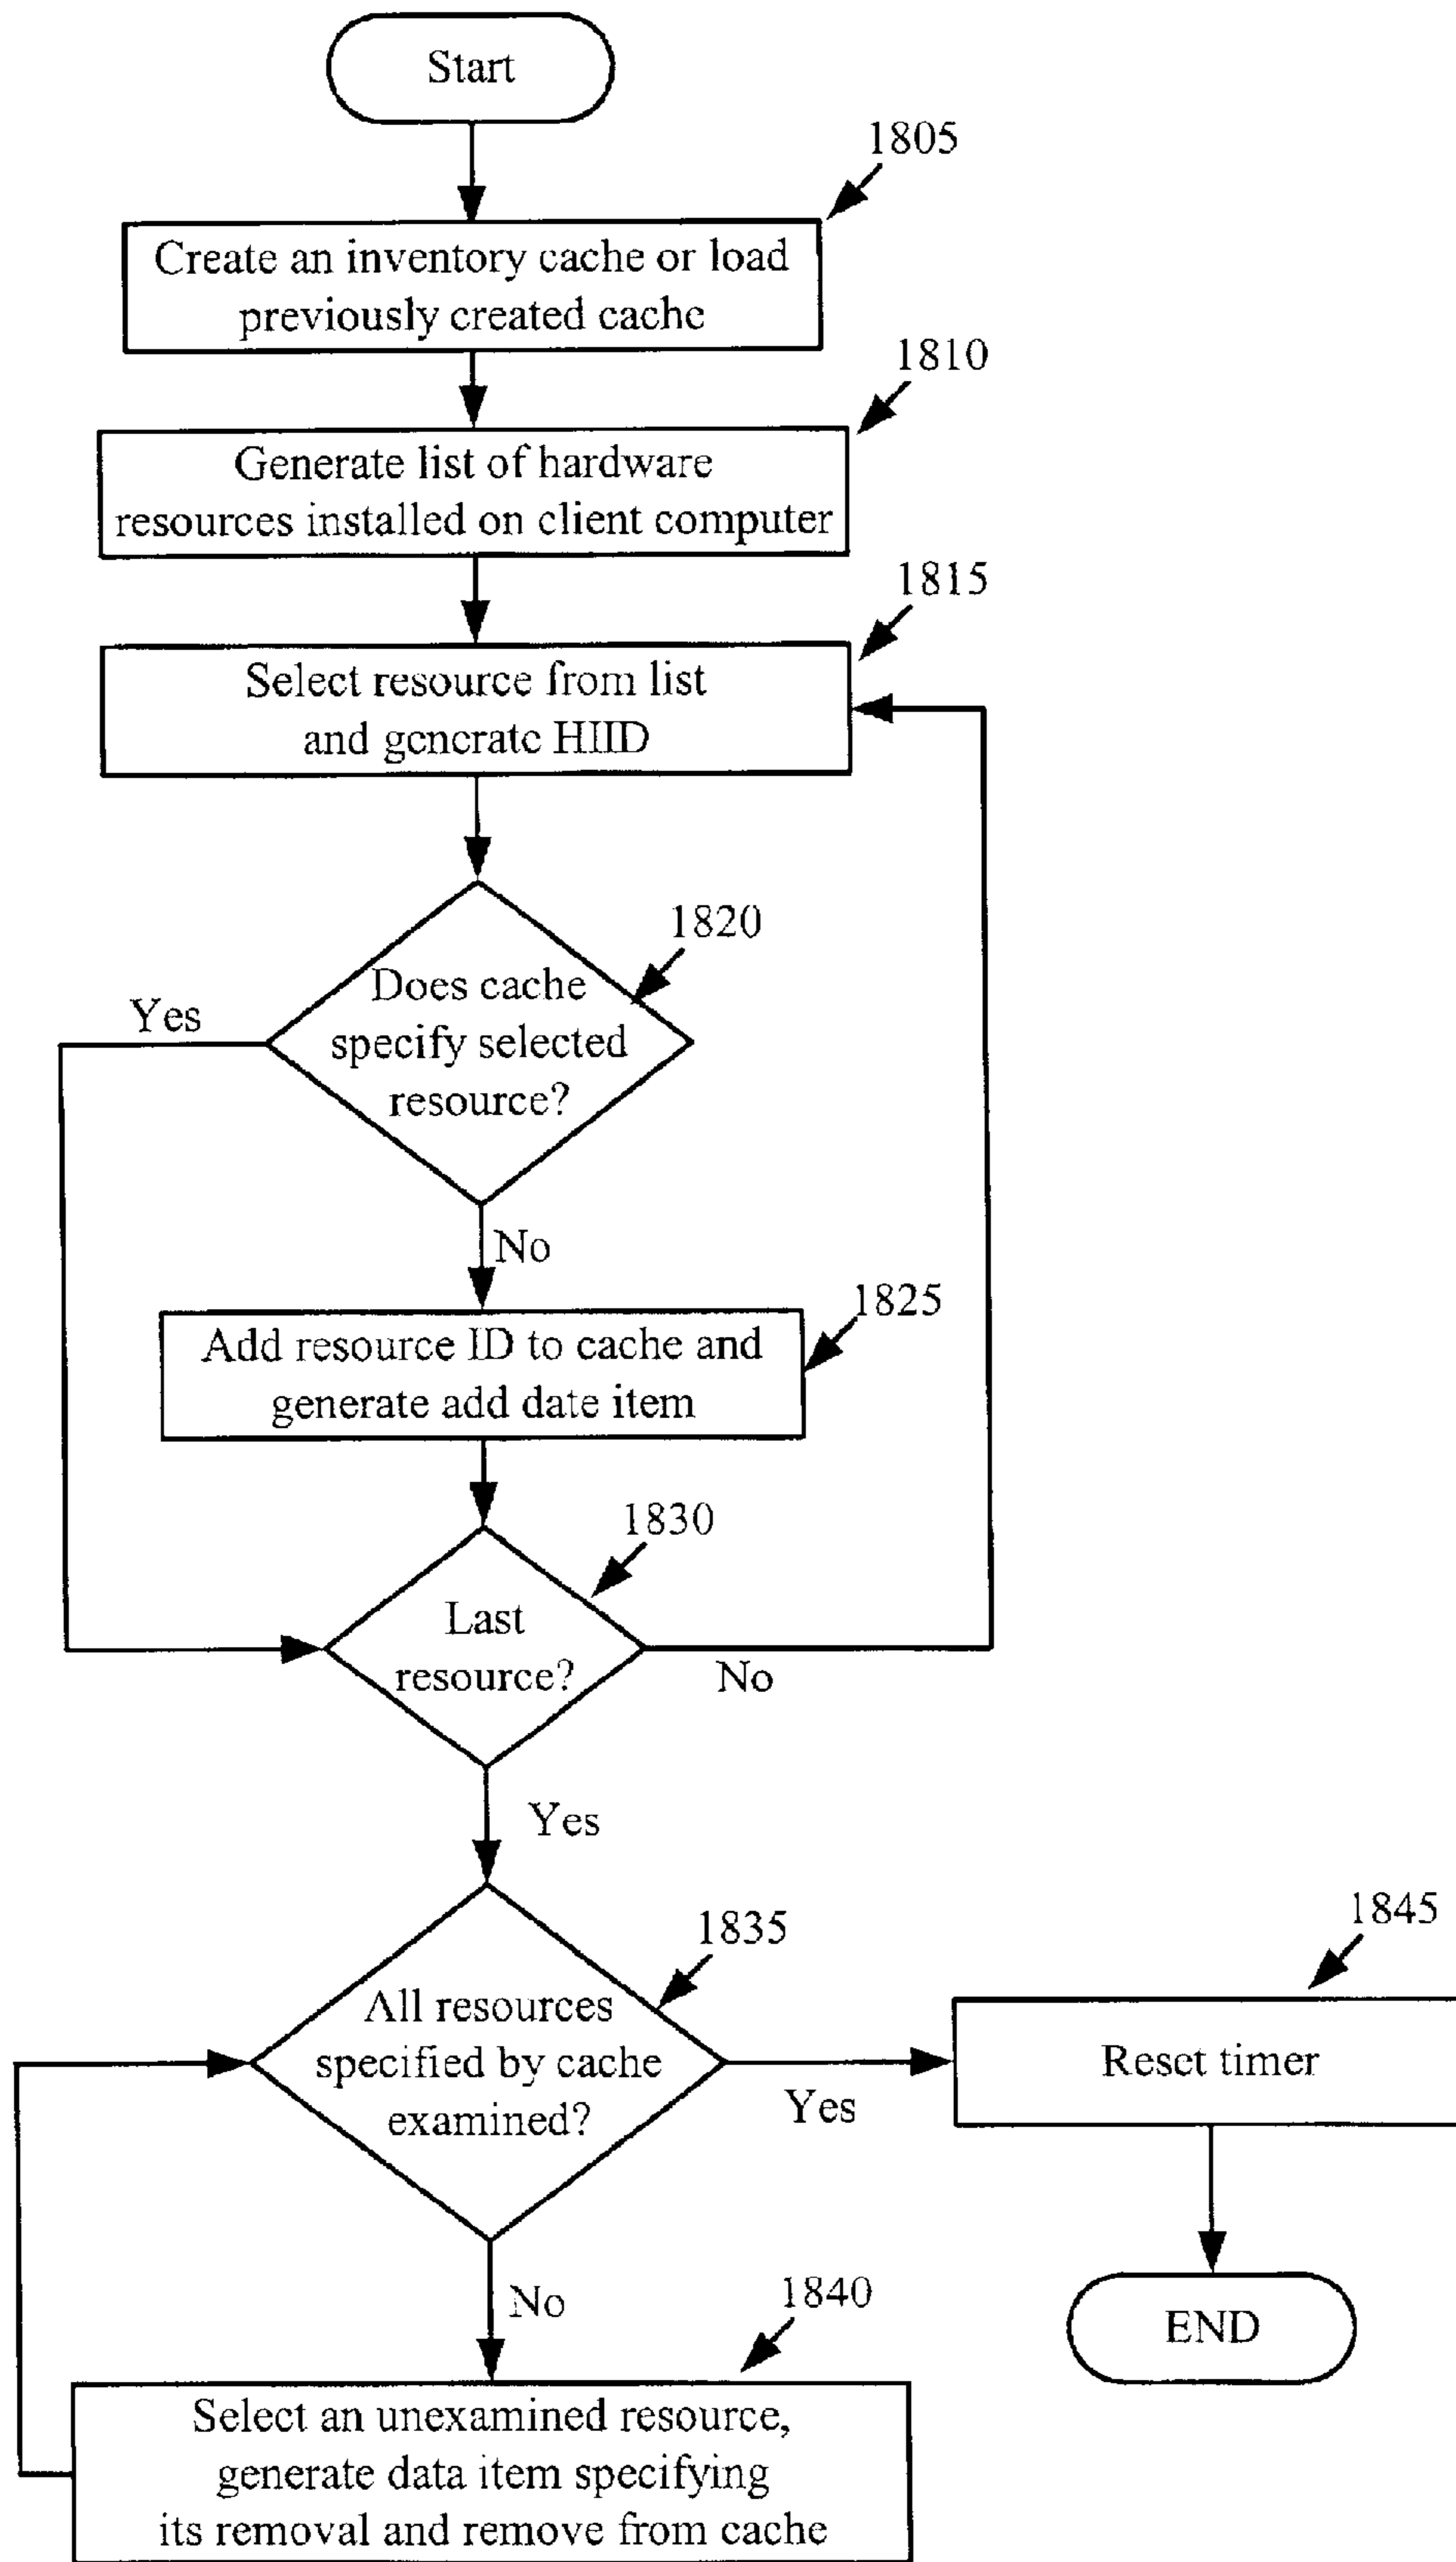 Start
1805
Create an inventory cache or load
previously created cache
1810
Generate list of hardware
resources installed on client computer
1815
Select resource from list
and generate HIID
1820
Does cache
specify selected
resource?
Yes
No
1825
Add resource ID to cache and
generate add date item
1830
Last
resource?
No
Yes
1835
All resources
specified by cache
examined?
Yes
1845
Reset timer
No
END
1840
Select an unexamined resource,
generate data item specifying
its removal and remove from cache